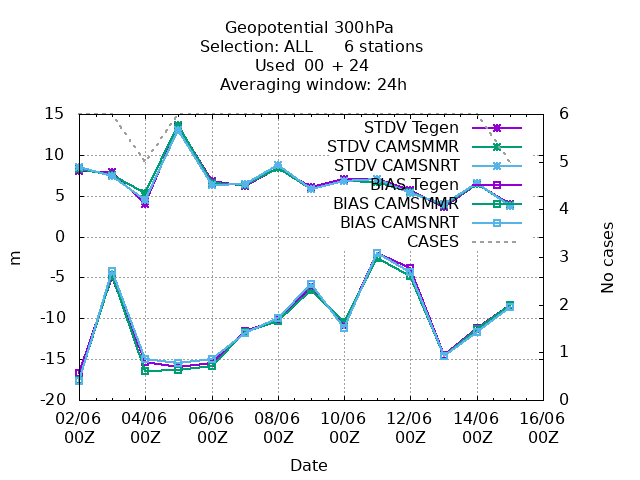 Geopotential 300hPa
Selection: ALL      6 stations
Used  00 + 24
Averaging window: 24h
15
10
5
0
-5
-10
-15
-20
m
6
5
4
3
2
1
0
No cases
STDV Tegen
STDV CAMSMMR
STDV CAMSNRT
BIAS Tegen
BIAS CAMSMMR
BIAS CAMSNRT
CASES
02/06 04/06 06/06 08/06 10/06 12/06 14/06 16/06
00Z 00Z 00Z 00Z 00Z 00Z 00Z 00Z
Date